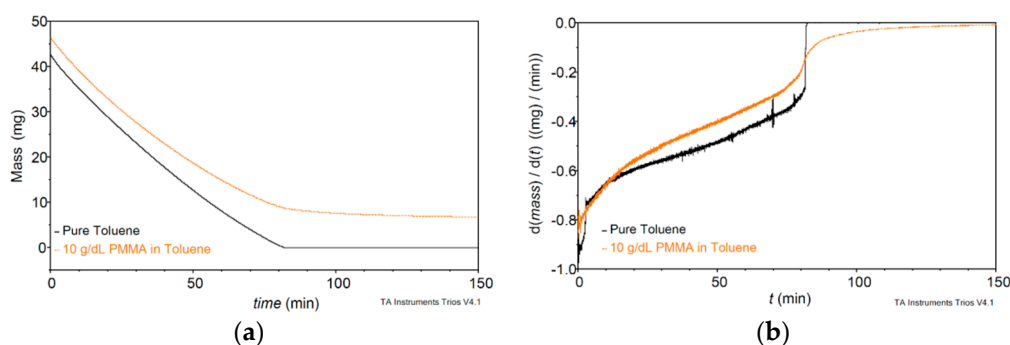 50
40
30
20
10
0
Mass (mg)
Pure Toluene
10 g/dL PMMA in Toluene
0
50
100
150
time (min)
TA Instruments Trios V4.1
(a)
0.0
-0.2
-0.4
-0.6
-0.8
-1.0
d(mass) / d(t) ((mg) / (min))
Pure Toluene
10 g/dL PMMA in Toluene
0
50
100
150
t (min)
TA Instruments Trios V4.1
(b)